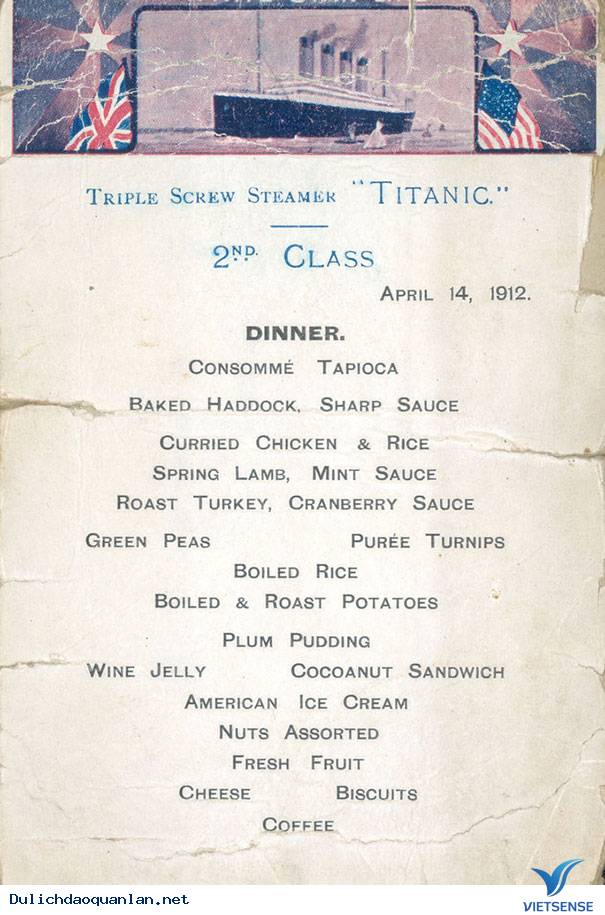 TRIPLE SCREW STEAMER "TITANIC."
2ND. CLASS
APRIL 14, 1912.
DINNER.
CONSOMMÉ TAPIOCA
BAKED HADDOCK, SHARP SAUCE
CURRIED CHICKEN & RICE
SPRING LAMB, MINT SAUCE
ROAST TURKEY, CRANBERRY SAUCE
GREEN PEAS PURÉE TURNIPS
BOILED RICE
BOILED & ROAST POTATOES
PLUM PUDDING
WINE JELLY COCOANUT SANDWICH
AMERICAN ICE CREAM
NUTS ASSORTED
FRESH FRUIT
CHEESE BISCUITS
COFFEE
Dulichdaoquanlan.net
VIETSENSE